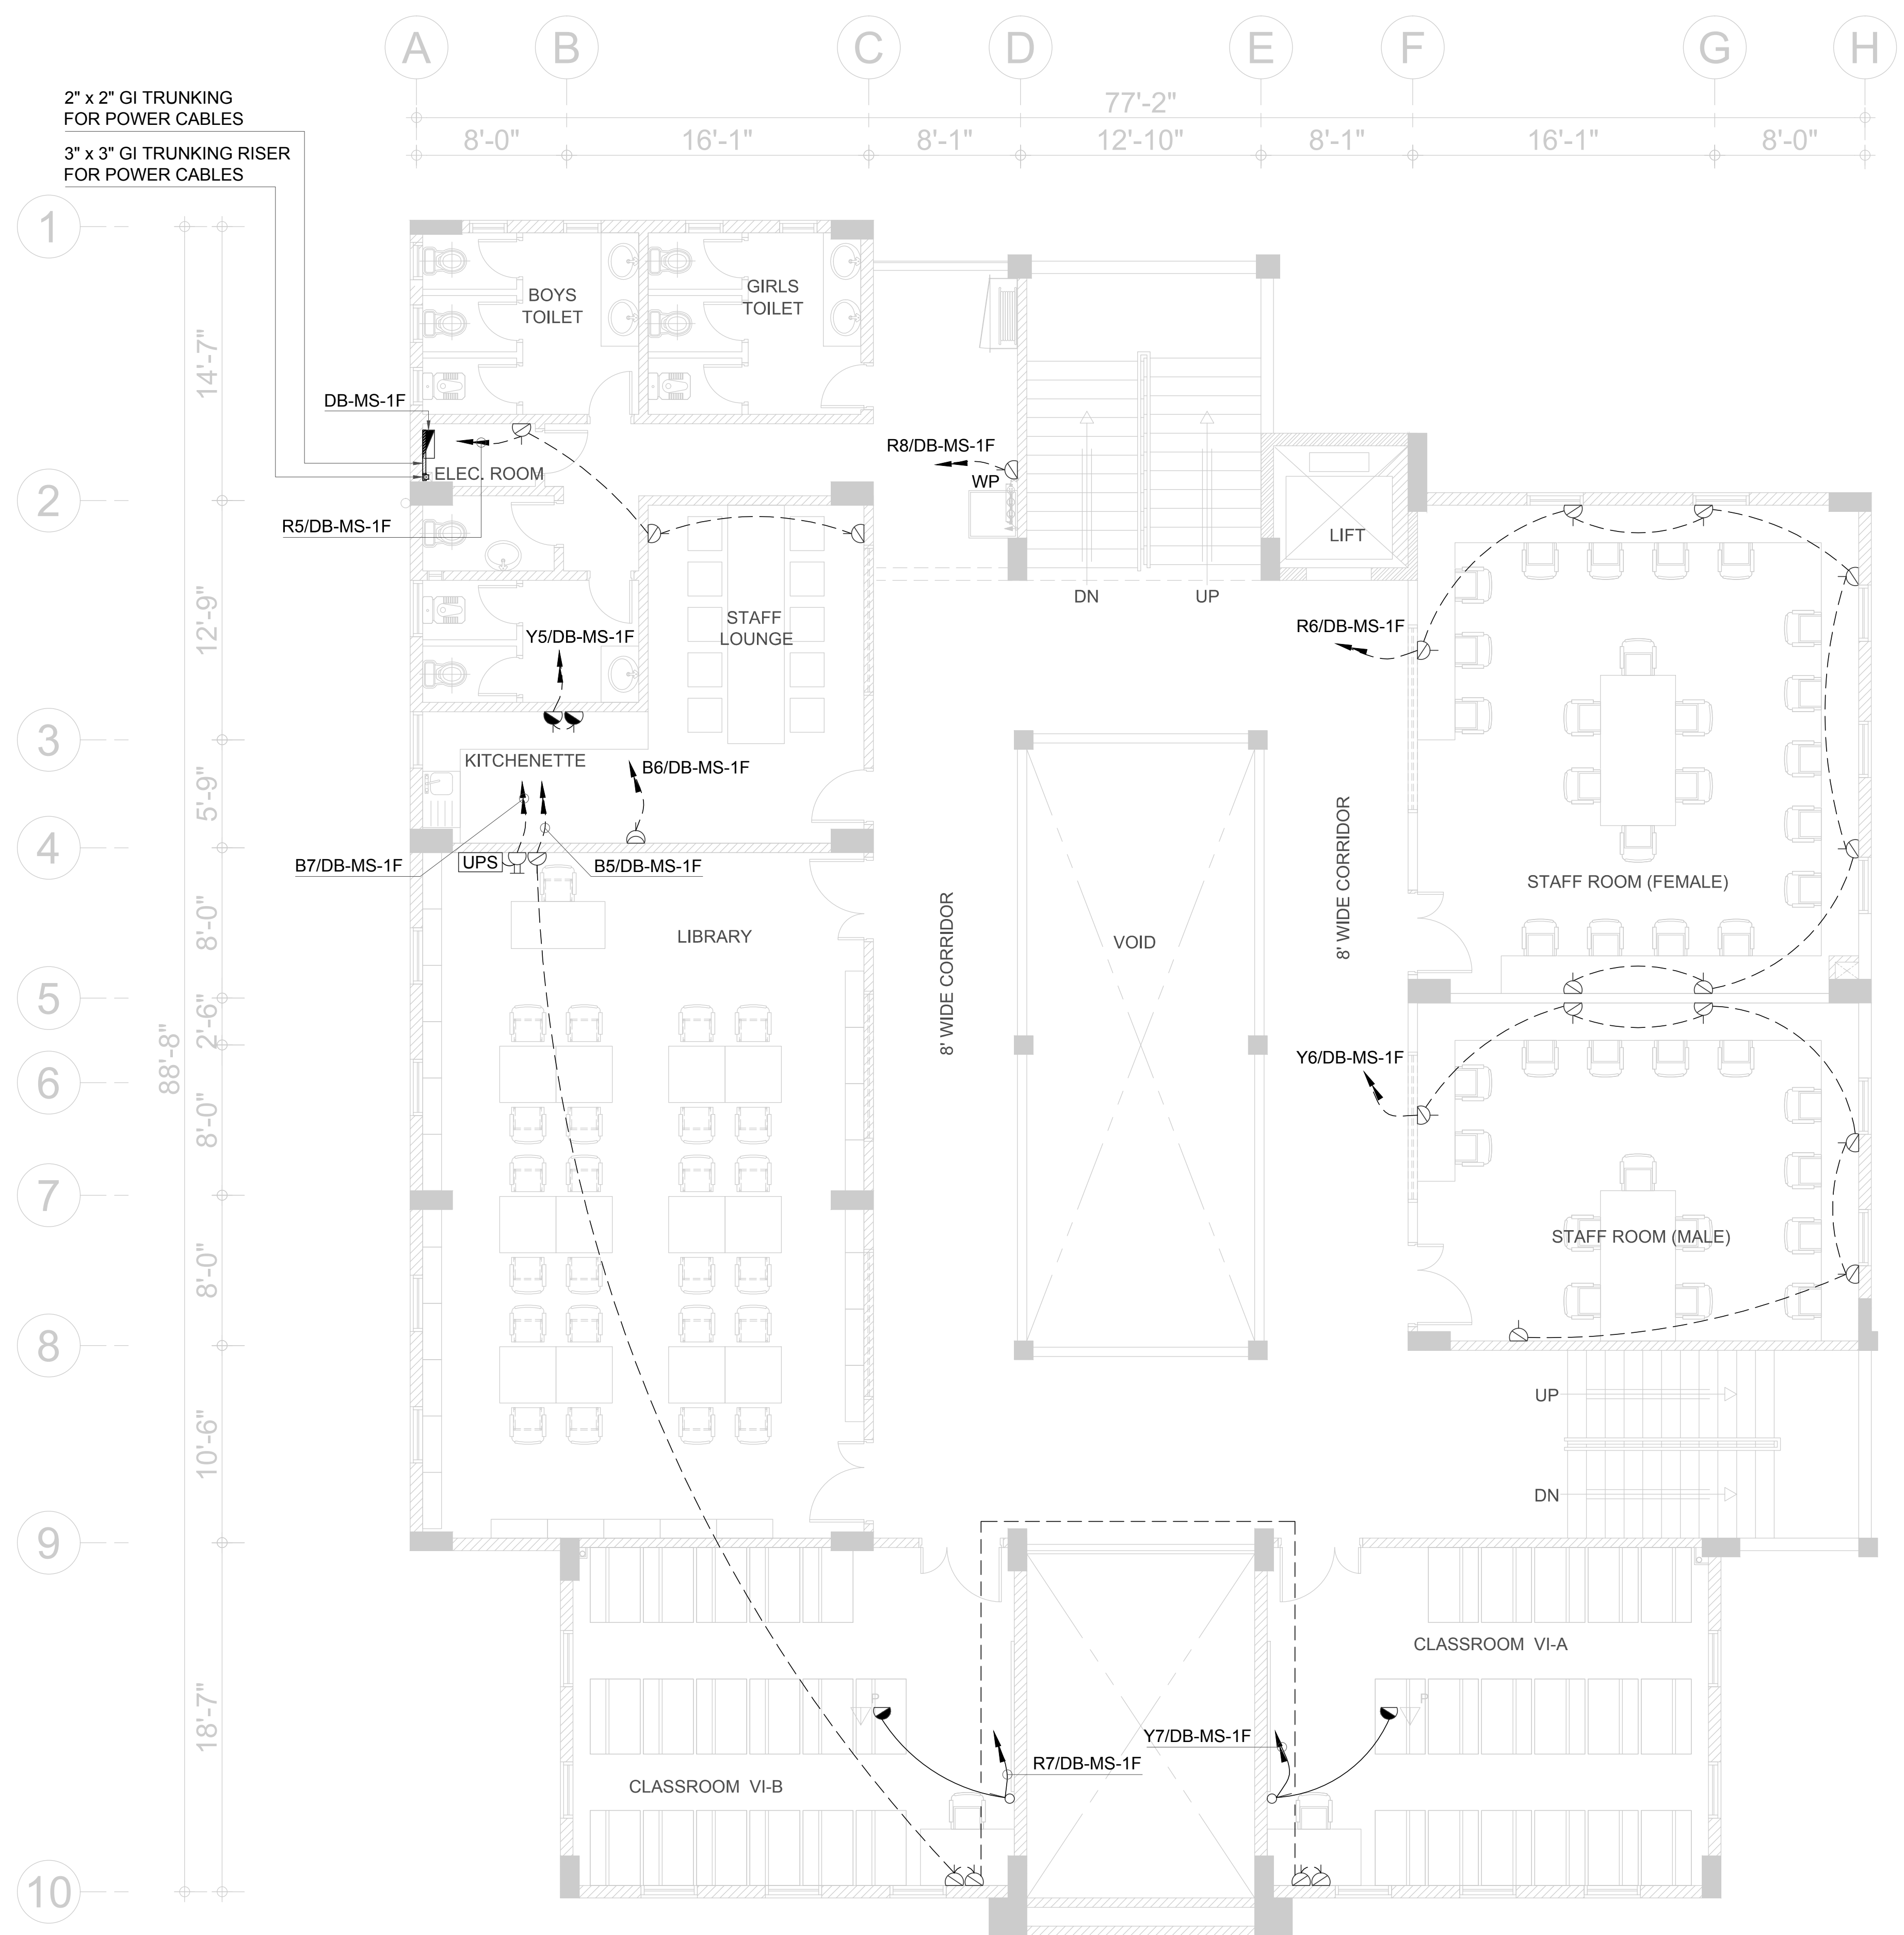 A
B
C
D
E
F
G
H
77'-2"
8'-0"
16'-1"
8'-1"
12'-10"
8'-1"
16'-1"
8'-0"
2" x 2" GI TRUNKING
FOR POWER CABLES
3" x 3" GI TRUNKING RISER
FOR POWER CABLES
1
2
3
4
5
6
7
8
9
10
88'-8"
14'-7"
12'-9"
5'-9"
8'-0"
2'-6"
8'-0"
8'-0"
10'-6"
18'-7"
BOYS
TOILET
GIRLS
TOILET
DB-MS-1F
ELEC. ROOM
R5/DB-MS-1F
R8/DB-MS-1F
WP
LIFT
DN
UP
STAFF
LOUNGE
Y5/DB-MS-1F
R6/DB-MS-1F
KITCHENETTE
B6/DB-MS-1F
B7/DB-MS-1F
UPS
B5/DB-MS-1F
LIBRARY
8' WIDE CORRIDOR
VOID
8' WIDE CORRIDOR
STAFF ROOM (FEMALE)
Y6/DB-MS-1F
STAFF ROOM (MALE)
UP
DN
CLASSROOM VI-A
P
P
Y7/DB-MS-1F
R7/DB-MS-1F
CLASSROOM VI-B